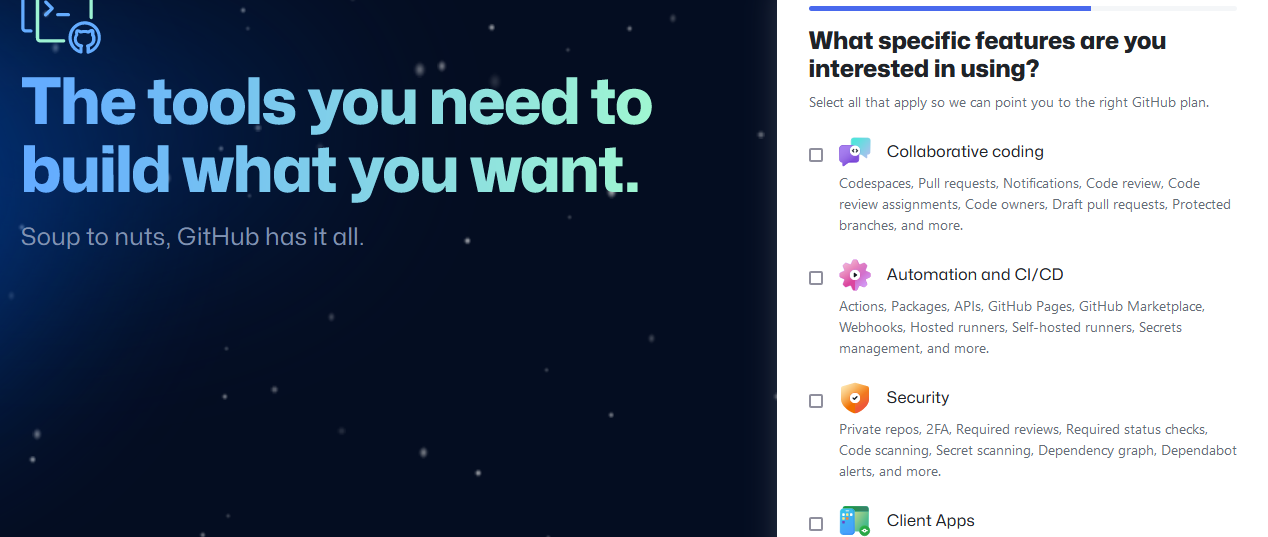 The tools you need to
build what you want.
Soup to nuts, GitHub has it all.
What specific features are you
interested in using?
Select all that apply so we can point you to the right GitHub plan.
Collaborative coding
Codespaces, Pull requests, Notifications, Code review, Code
review assignments, Code owners, Draft pull requests, Protected
branches, and more.
Automation and CI/CD
Actions, Packages, APIs, GitHub Pages, GitHub Marketplace,
Webhooks, Hosted runners, Self-hosted runners, Secrets
management, and more.
Security
Private repos, 2FA, Required reviews, Required status checks,
Code scanning, Secret scanning, Dependency graph, Dependabot
alerts, and more.
Client Apps